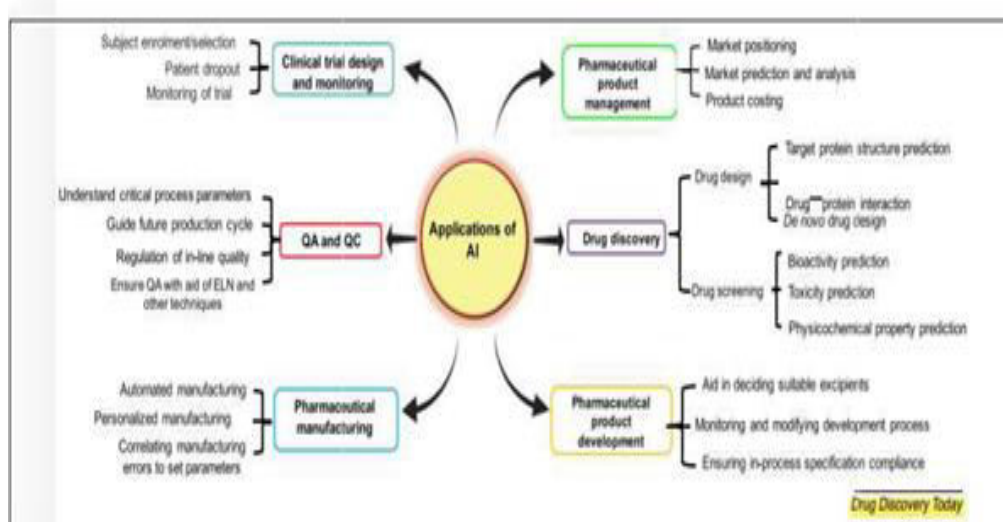 Subject enrolment/selection
Patient dropout
Monitoring of trial
Clinical trial design
and monitoring
Pharmaceutical
product
management
Market positioning
Market prediction and analysis
Product costing
Understand critical process parameters
Guide future production cycle
Regulation of in-line quality
Ensure QA with aid of ELN and
other techniques
QA and QC
Applications of
AI
Drug discovery
Drug design
Target protein structure prediction
Drug—protein interaction
De novo drug design
Drug screening
Bioactivity prediction
Toxicity prediction
Physicochemical property prediction
Automated manufacturing
Personalized manufacturing
Correlating manufacturing
errors to set parameters
Pharmaceutical
manufacturing
Pharmaceutical
product
development
Aid in deciding suitable excipients
Monitoring and modifying development process
Ensuring in-process specification compliance
Drug Discovery Today